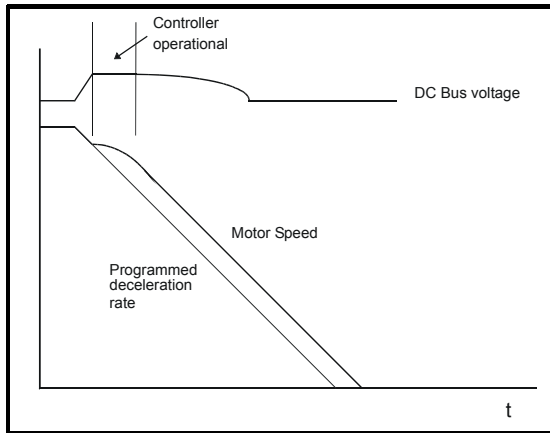 Controller
operational
DC Bus voltage
Motor Speed
Programmed
deceleration
rate
t